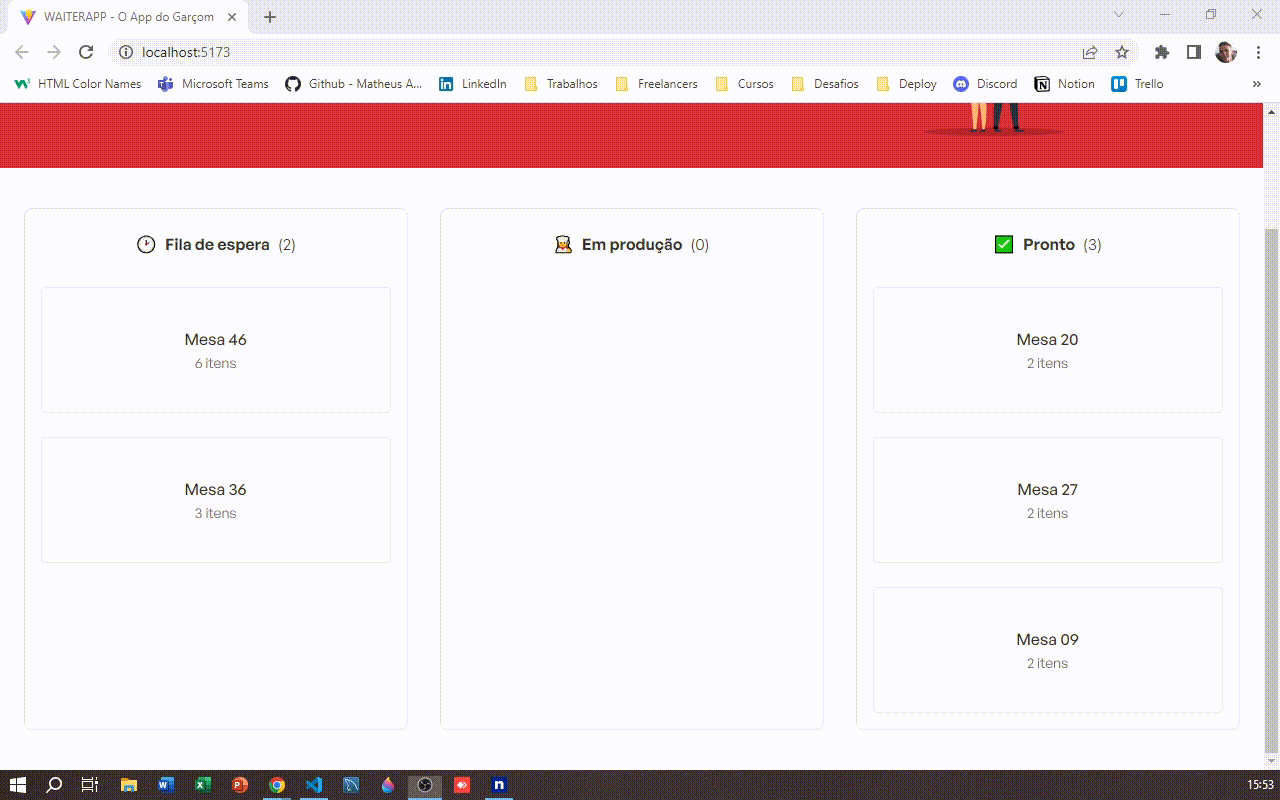 WAITERAPP - O App do Garçom
localhost:5173
HTML Color Names
Microsoft Teams
Github - Matheus A...
LinkedIn
Trabalhos
Freelancers
Cursos
Desafios
Deploy
Discord
Notion
Trello
»
Fila de espera (2)
Mesa 46
6 itens
Mesa 36
3 itens
Em produção (0)
Pronto (3)
Mesa 20
2 itens
Mesa 27
2 itens
Mesa 09
2 itens
15:53